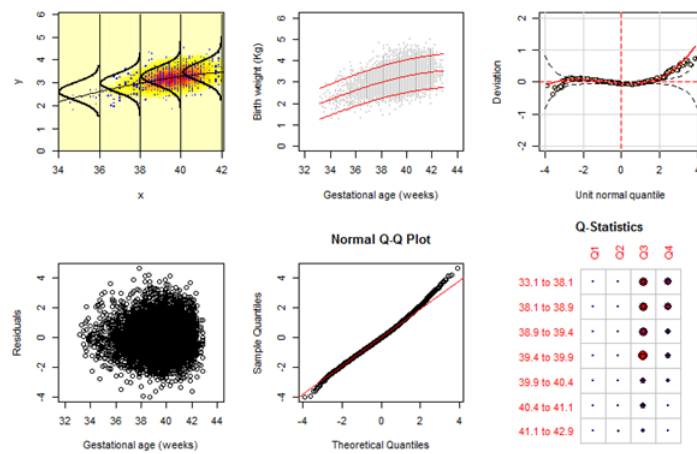 y
0 1 2 3 4 5 6
34 36 38 40 42
x
Birth weight (Kg)
0 1 2 3 4 5
32 34 36 38 40 42 44
Gestational age (weeks)
Deviation
-2 -1 0 1 2
-4 -2 0 2 4
Unit normal quantile
Residuals
-4 -2 0 2 4
32 34 36 38 40 42 44
Gestational age (weeks)
Normal Q-Q Plot
Sample Quantiles
-4 -2 0 2 4
-4 -2 0 2 4
Theoretical Quantiles
Q-Statistics
Q1 Q2 Q3 Q4
33.1 to 38.1
38.1 to 38.9
38.9 to 39.4
39.4 to 39.9
39.9 to 40.4
40.4 to 41.1
41.1 to 42.9